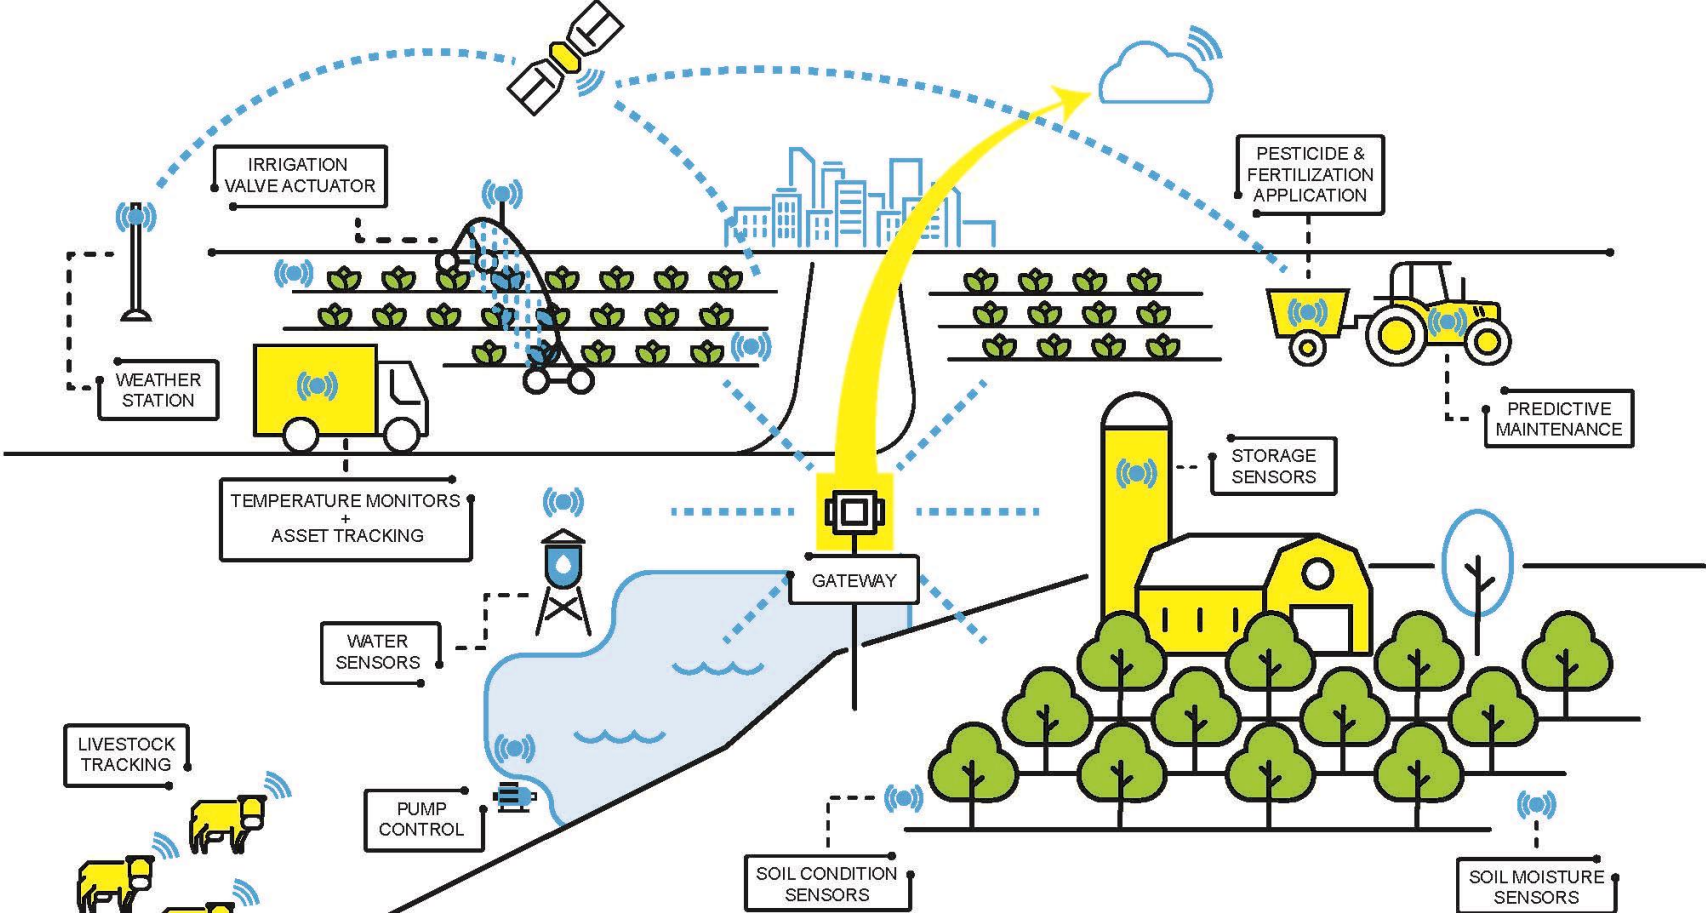 IRRIGATION
VALVE ACTUATOR
PESTICIDE &
FERTILIZATION
APPLICATION
WEATHER
STATION
PREDICTIVE
MAINTENANCE
STORAGE
SENSORS
TEMPERATURE MONITORS
+
ASSET TRACKING
GATEWAY
WATER
SENSORS
LIVESTOCK
TRACKING
PUMP
CONTROL
SOIL CONDITION
SENSORS
SOIL MOISTURE
SENSORS